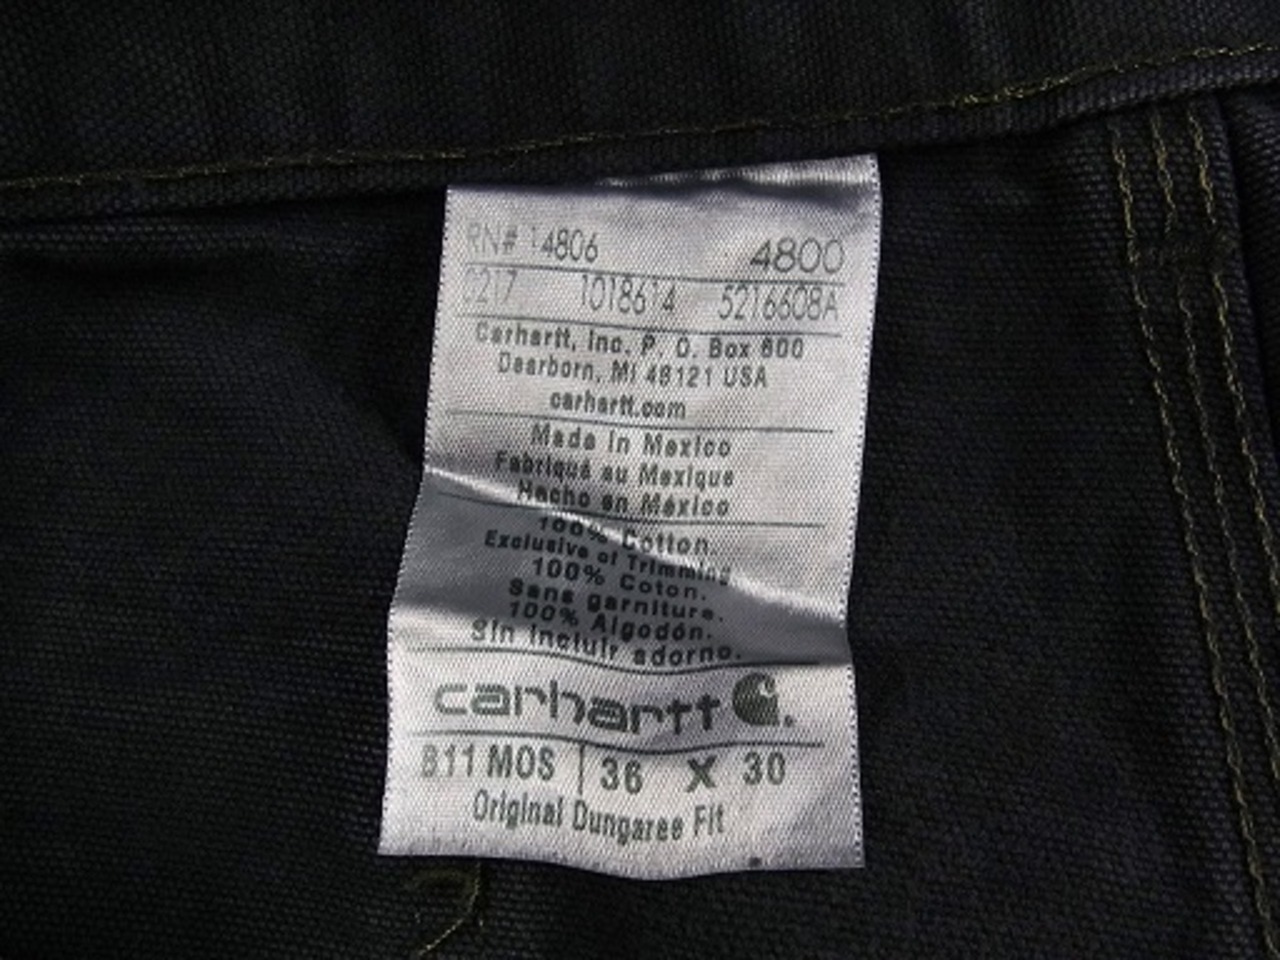 RN# 14806 4800
0217 1018614 5216608A
Carhartt, Inc. P. O. Box 600
Dearborn, MI 48121 USA
carhartt.com
Made in Mexico
Fabriqué au Mexique
Hecho en México
100% Cotton.
Exclusive of Trimming
100% Coton.
Sans garniture.
100% Algodón.
Sin incluir adorno.
carhartt
B11 MOS | 36 X 30
Original Dungaree Fit